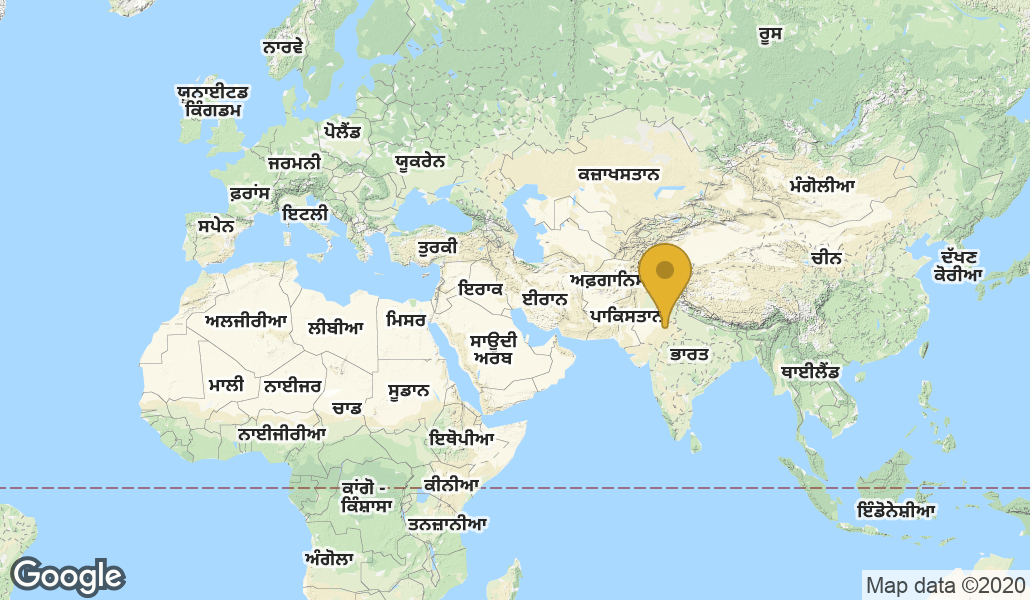 ਨਾਰਵੇ
ਰੂਸ
ਯੂਨਾਈਟਡ
ਕਿੰਗਡਮ
ਪੋਲੈਂਡ
ਜਰਮਨੀ
ਯੂਕਰੇਨ
ਕਜ਼ਾਖਸਤਾਨ
ਮੰਗੋਲੀਆ
ਫ਼ਰਾਂਸ
ਇਟਲੀ
ਸਪੇਨ
ਤੁਰਕੀ
ਚੀਨ
ਦੱਖਣ
ਕੋਰੀਆ
ਅਫ਼ਗਾਨਿਸ
ਇਰਾਕ
ਈਰਾਨ
ਪਾਕਿਸਤਾਨ
ਅਲਜੀਰੀਆ
ਲੀਬੀਆ
ਮਿਸਰ
ਸਾਊਦੀ
ਅਰਬ
ਭਾਰਤ
ਥਾਈਲੈਂਡ
ਮਾਲੀ
ਨਾਈਜਰ
ਸੂਡਾਨ
ਚਾਡ
ਨਾਈਜੀਰੀਆ
ਇਥੋਪੀਆ
ਕਾਂਗੋ -
ਕਿੰਸ਼ਾਸਾ
ਕੀਨੀਆ
ਇੰਡੋਨੇਸ਼ੀਆ
ਤਨਜ਼ਾਨੀਆ
ਅੰਗੋਲਾ
Google
Map data ©2020